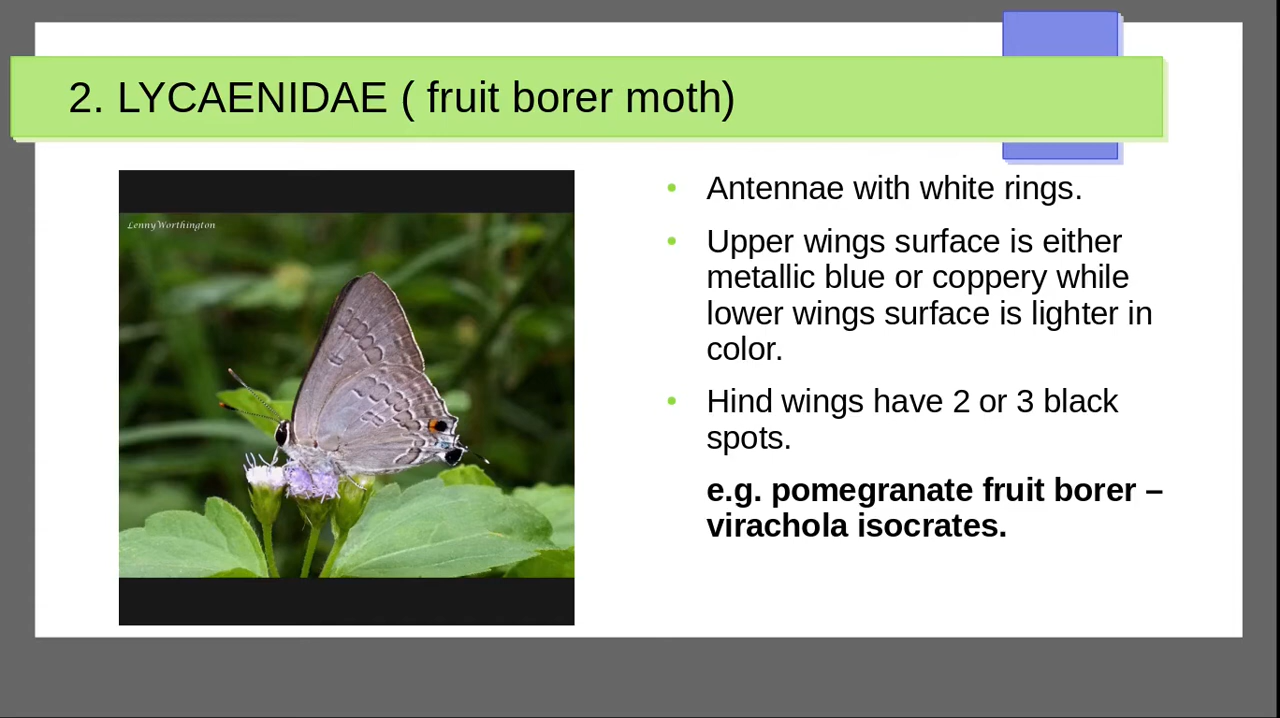 2. LYCAENIDAE ( fruit borer moth)
LennyWorthington
• Antennae with white rings.
• Upper wings surface is either
metallic blue or coppery while
lower wings surface is lighter in
color.
• Hind wings have 2 or 3 black
spots.
e.g. pomegranate fruit borer –
virachola isocrates.